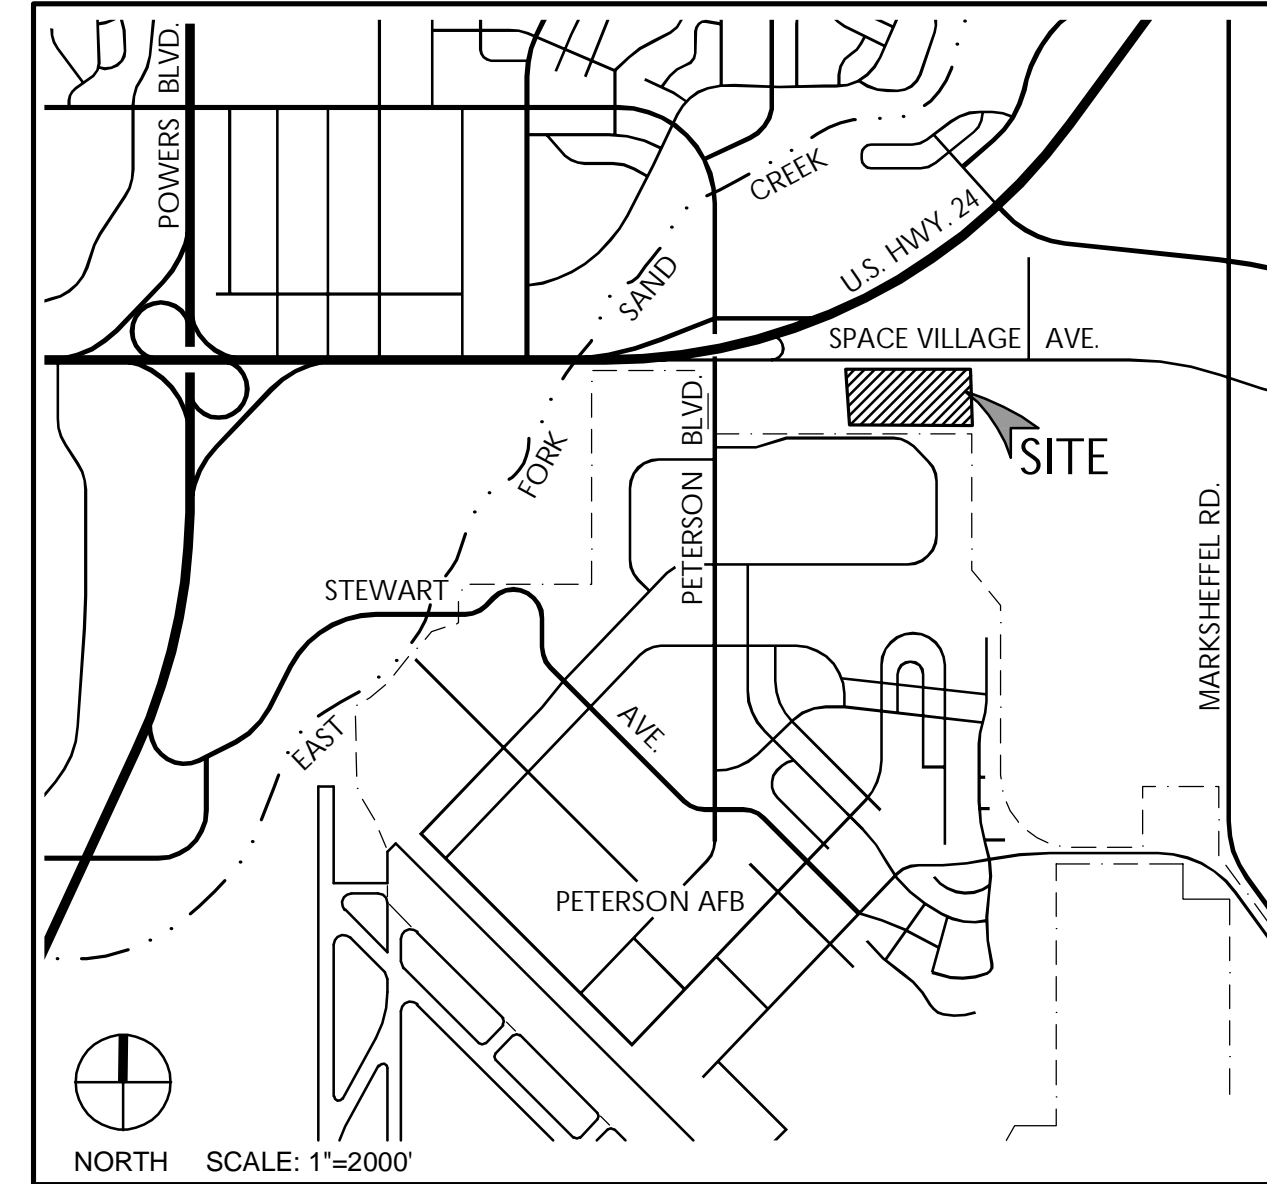 POWERS BLVD.
CREEK
SAND
U.S. HWY. 24
SPACE VILLAGE AVE.
SITE
FORK
PETERSON BLVD.
MARKSHEFFEL RD.
STEWART
AVE.
EAST
PETERSON AFB
NORTH SCALE: 1"=2000'